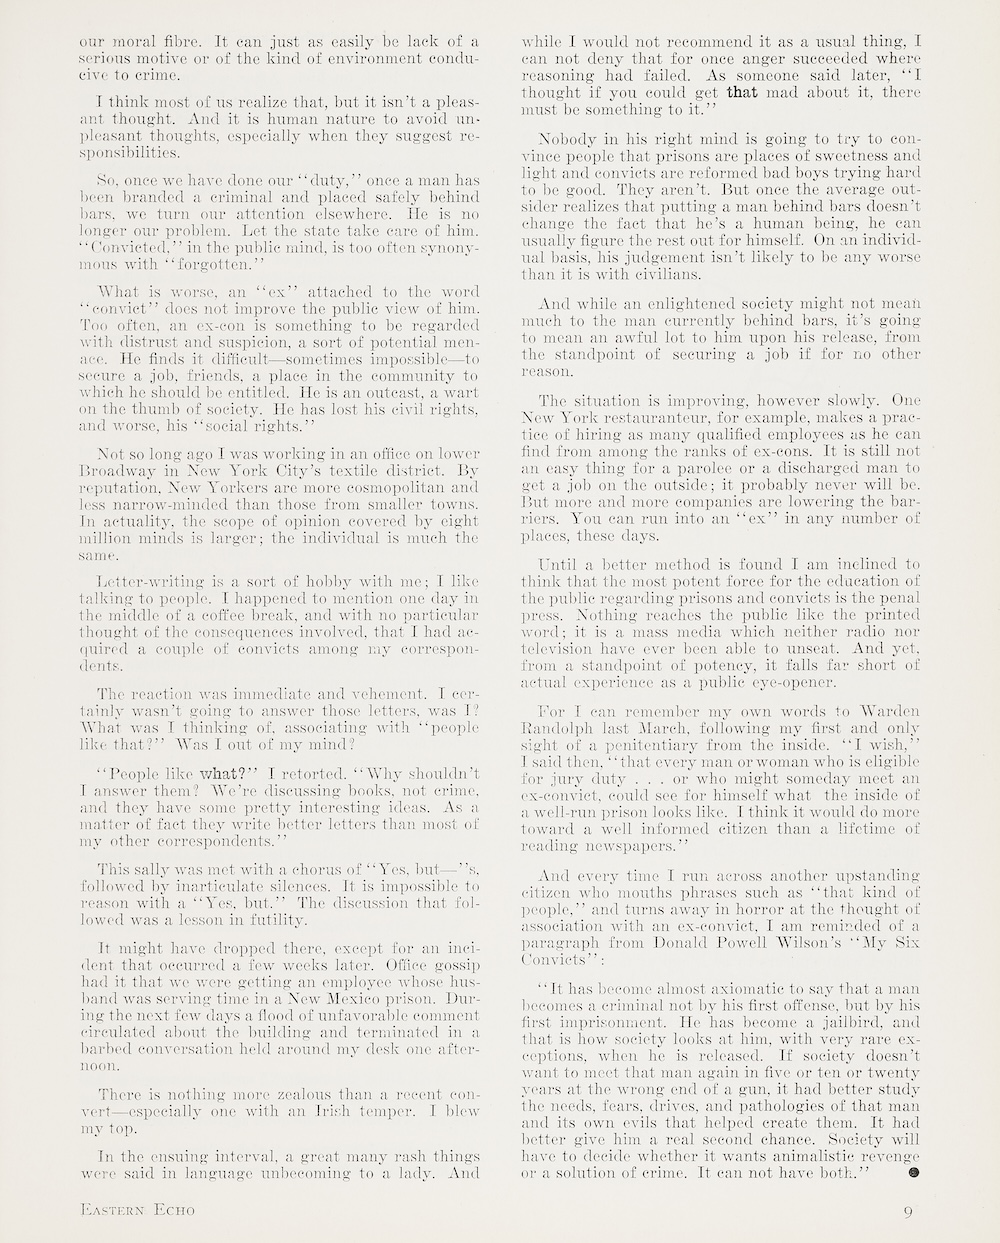 our moral fibre. It can just as easily be lack of a
serious motive or of the kind of environment condu-
cive to crime.
I think most of us realize that, but it isn't a pleas-
ant thought. And it is human nature to avoid un-
pleasant thoughts, especially when they suggest re-
sponsibilities.
So, once we have done our "duty," once a man has
been branded a criminal and placed safely behind
bars, we turn our attention elsewhere. He is no
longer our problem. Let the state take care of him.
"Convicted," in the public mind, is too often synony-
mous with "forgotten."
What is worse, an "ex" attached to the word
"convict" does not improve the public view of him.
Too often, an ex-con is something to be regarded
with distrust and suspicion, a sort of potential men-
ace. He finds it difficult—sometimes impossible—to
secure a job, friends, a place in the community to
which he should be entitled. He is an outcast, a wart
on the thumb of society. He has lost his civil rights,
and worse, his "social rights."
Not so long ago I was working in an office on lower
Broadway in New York City's textile district. By
reputation, New Yorkers are more cosmopolitan and
less narrow-minded than those from smaller towns.
In actuality, the scope of opinion covered by eight
million minds is larger; the individual is much the
same.
Letter-writing is a sort of hobby with me; I like
talking to people. I happened to mention one day in
the middle of a coffee break, and with no particular
thought of the consequences involved, that I had ac-
quired a couple of convicts among my correspon-
dents.
The reaction was immediate and vehement. I cer-
tainly wasn't going to answer those letters, was I?
What was I thinking of, associating with "people
like that?" Was I out of my mind?
"People like what?" I retorted. "Why shouldn't
I answer them? We're discussing books, not crime,
and they have some pretty interesting ideas. As a
matter of fact they write better letters than most of
my other correspondents."
This sally was met with a chorus of "Yes, but—"s,
followed by inarticulate silences. It is impossible to
reason with a "Yes, but." The discussion that fol-
lowed was a lesson in futility.
It might have dropped there, except for an inci-
dent that occurred a few weeks later. Office gossip
had it that we were getting an employee whose hus-
band was serving time in a New Mexico prison. Dur-
ing the next few days a flood of unfavorable comment
circulated about the building and terminated in a
barbed conversation held around my desk one after-
noon.
There is nothing more zealous than a recent con-
vert—especially one with an Irish temper. I blew
my top.
In the ensuing interval, a great many rash things
were said in language unbecoming to a lady. And
while I would not recommend it as a usual thing, I
can not deny that for once anger succeeded where
reasoning had failed. As someone said later, "I
thought if you could get that mad about it, there
must be something to it."
Nobody in his right mind is going to try to con-
vince people that prisons are places of sweetness and
light and convicts are reformed bad boys trying hard
to be good. They aren't. But once the average out-
sider realizes that putting a man behind bars doesn't
change the fact that he's a human being, he can
usually figure the rest out for himself. On an individ-
ual basis, his judgement isn't likely to be any worse
than it is with civilians.
And while an enlightened society might not mean
much to the man currently behind bars, it's going
to mean an awful lot to him upon his release, from
the standpoint of securing a job if for no other
reason.
The situation is improving, however slowly. One
New York restauranteur, for example, makes a prac-
tice of hiring as many qualified employees as he can
find from among the ranks of ex-cons. It is still not
an easy thing for a parolee or a discharged man to
get a job on the outside; it probably never will be.
But more and more companies are lowering the bar-
riers. You can run into an "ex" in any number of
places, these days.
Until a better method is found I am inclined to
think that the most potent force for the education of
the public regarding prisons and convicts is the penal
press. Nothing reaches the public like the printed
word; it is a mass media which neither radio nor
television have ever been able to unseat. And yet,
from a standpoint of potency, it falls far short of
actual experience as a public eye-opener.
For I can remember my own words to Warden
Randolph last March, following my first and only
sight of a penitentiary from the inside. "I wish,"
I said then, "that every man or woman who is eligible
for jury duty . . . or who might someday meet an
ex-convict, could see for himself what the inside of
a well-run prison looks like. I think it would do more
toward a well informed citizen than a lifetime of
reading newspapers."
And every time I run across another upstanding
citizen who mouths phrases such as "that kind of
people," and turns away in horror at the thought of
association with an ex-convict, I am reminded of a
paragraph from Donald Powell Wilson's "My Six
Convicts":
"It has become almost axiomatic to say that a man
becomes a criminal not by his first offense, but by his
first imprisonment. He has become a jailbird, and
that is how society looks at him, with very rare ex-
ceptions, when he is released. If society doesn't
want to meet that man again in five or ten or twenty
years at the wrong end of a gun, it had better study
the needs, fears, drives, and pathologies of that man
and its own evils that helped create them. It had
better give him a real second chance. Society will
have to decide whether it wants animalistic revenge
or a solution of crime. It can not have both."
Eastern Echo
9